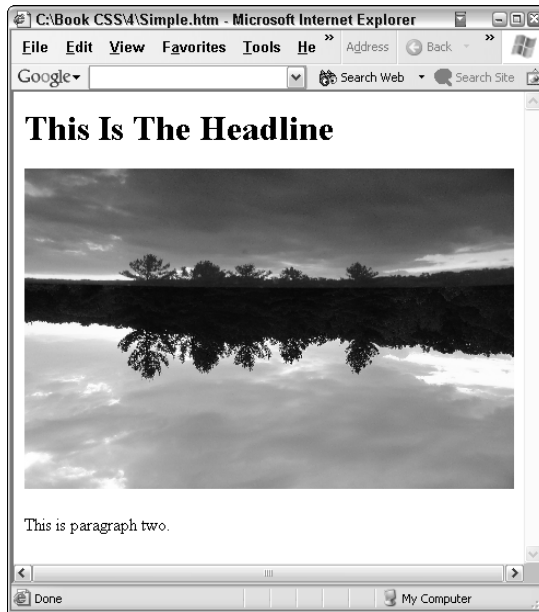 C:\Book CSS\4\Simple.htm - Microsoft Internet Explorer
File Edit View Favorites Tools He » Address Back »
Google Search Web Search Site
This Is The Headline
This is paragraph two.
Done My Computer